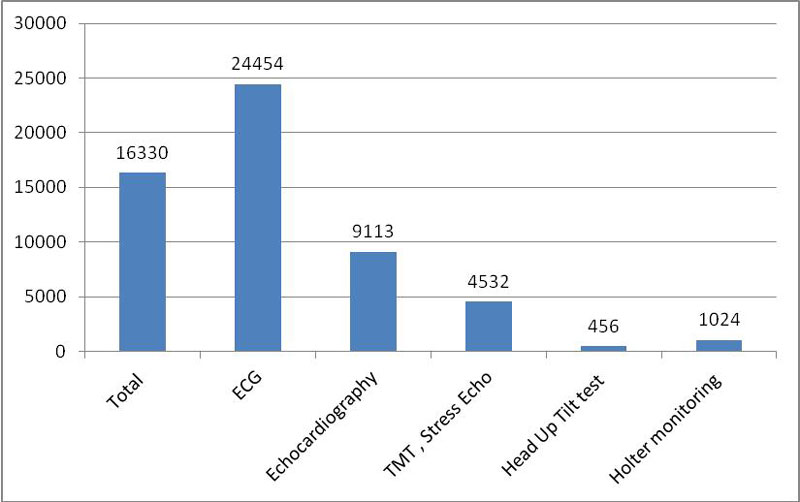 30000
25000
20000
15000
10000
5000
0
16330
24454
9113
4532
456
1024
Total
ECG
Echocardiography
TMT , Stress Echo
Head Up Tilt test
Holter monitoring